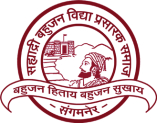 सह्याद्री बहुजन विद्या प्रसारक समाज
बहुजन हिताय बहुजन सुखाय
- संगमनेर -